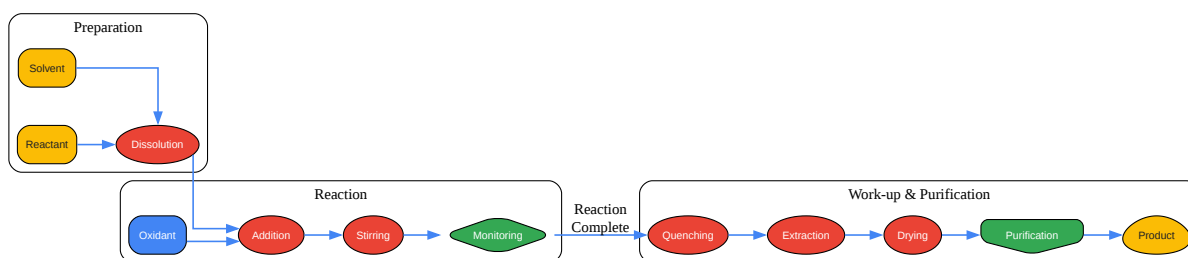 Preparation
Solvent
Reactant
Dissolution
Reaction
Oxidant
Addition
Stirring
Monitoring
Reaction
Complete
Work-up & Purification
Quenching
Extraction
Drying
Purification
Product